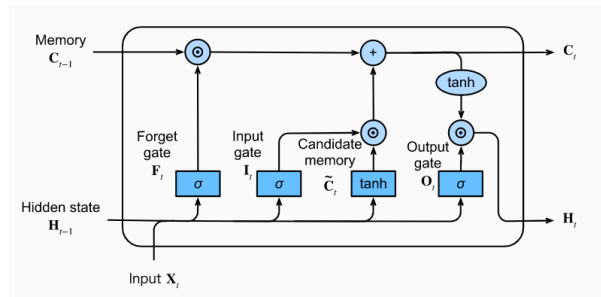 Memory
C_{t-1}
⊙
+
C_t
tanh
Forget gate
F_t
Input gate
I_t
Candidate memory
C̃_t
⊙
Output gate
O_t
⊙
σ
σ
tanh
σ
Hidden state
H_{t-1}
H_t
Input X_t